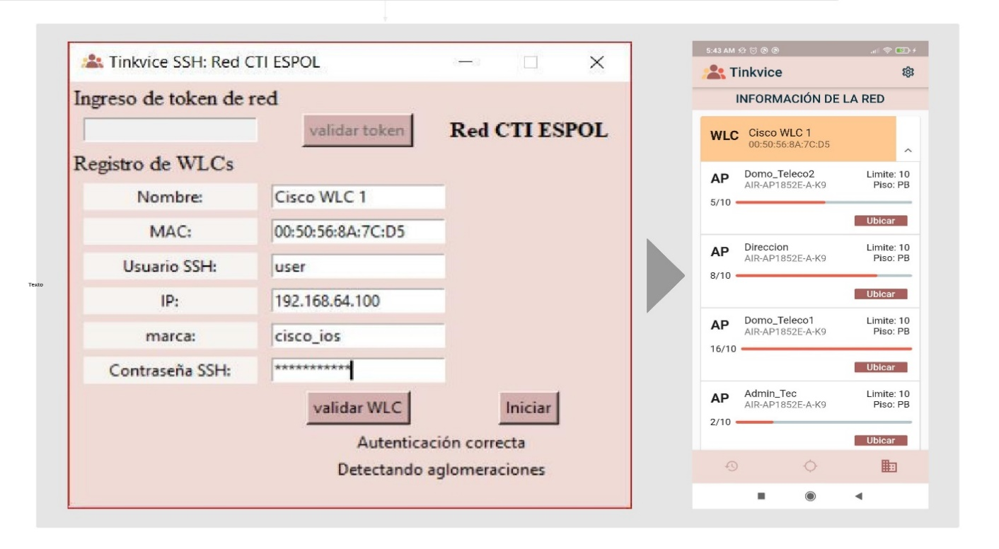 Tinkvice SSH: Red CTI ESPOL
Ingreso de token de red
validar token
Red CTI ESPOL
Registro de WLCs
Nombre: Cisco WLC 1
MAC: 00:50:56:8A:7C:D5
Usuario SSH: user
IP: 192.168.64.100
marca: cisco_ios
Contraseña SSH: ***********
validar WLC Iniciar
Autenticación correcta
Detectando aglomeraciones
Texto
5:43 AM
Tinkvice
INFORMACIÓN DE LA RED
WLC Cisco WLC 1
00:50:56:8A:7C:D5
AP Domo_Teleco2 Limite: 10
AIR-AP1852E-A-K9 Piso: PB
5/10
Ubicar
AP Direccion Limite: 10
AIR-AP1852E-A-K9 Piso: PB
8/10
Ubicar
AP Domo_Teleco1 Limite: 10
AIR-AP1852E-A-K9 Piso: PB
16/10
Ubicar
AP Admin_Tec Limite: 10
AIR-AP1852E-A-K9 Piso: PB
2/10
Ubicar